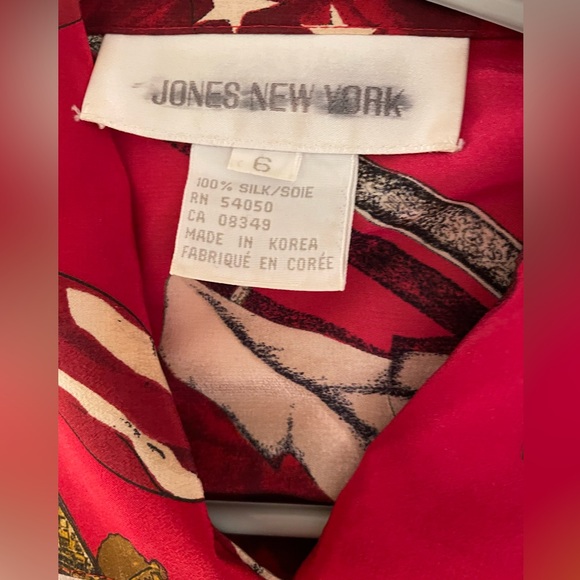 JONES NEW YORK
6
100% SILK/SOIE
RN 54050
CA 08349
MADE IN KOREA
FABRIQUÉ EN CORÉE